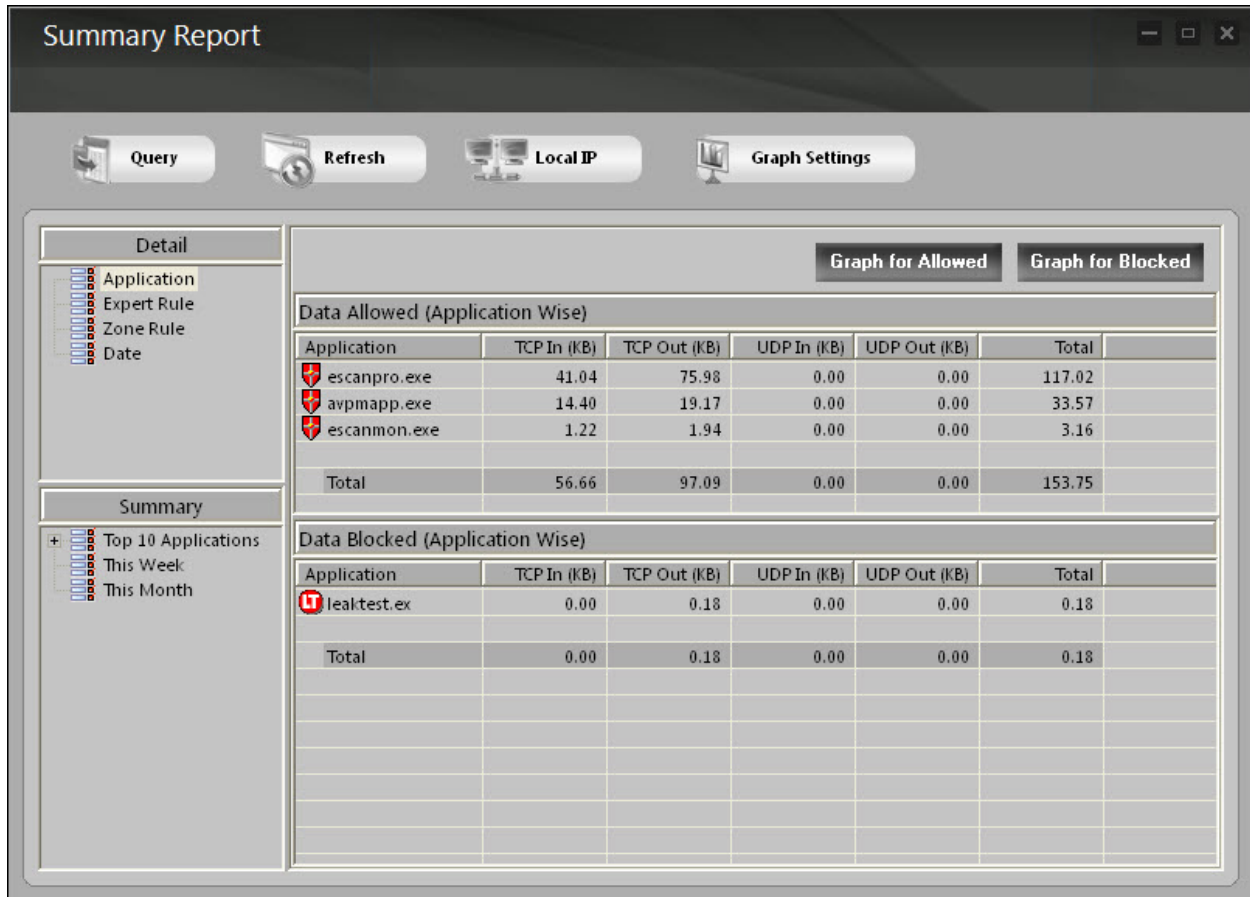 Summary Report
Query
Refresh
Local IP
Graph Settings
Detail
Application
Expert Rule
Zone Rule
Date
Summary
Top 10 Applications
This Week
This Month
Graph for Allowed
Graph for Blocked
Data Allowed (Application Wise)
Application TCP In (KB) TCP Out (KB) UDP In (KB) UDP Out (KB) Total
escanpro.exe 41.04 75.98 0.00 0.00 117.02
avpmapp.exe 14.40 19.17 0.00 0.00 33.57
escanmon.exe 1.22 1.94 0.00 0.00 3.16
Total 56.66 97.09 0.00 0.00 153.75
Data Blocked (Application Wise)
Application TCP In (KB) TCP Out (KB) UDP In (KB) UDP Out (KB) Total
LT leaktest.ex 0.00 0.18 0.00 0.00 0.18
Total 0.00 0.18 0.00 0.00 0.18